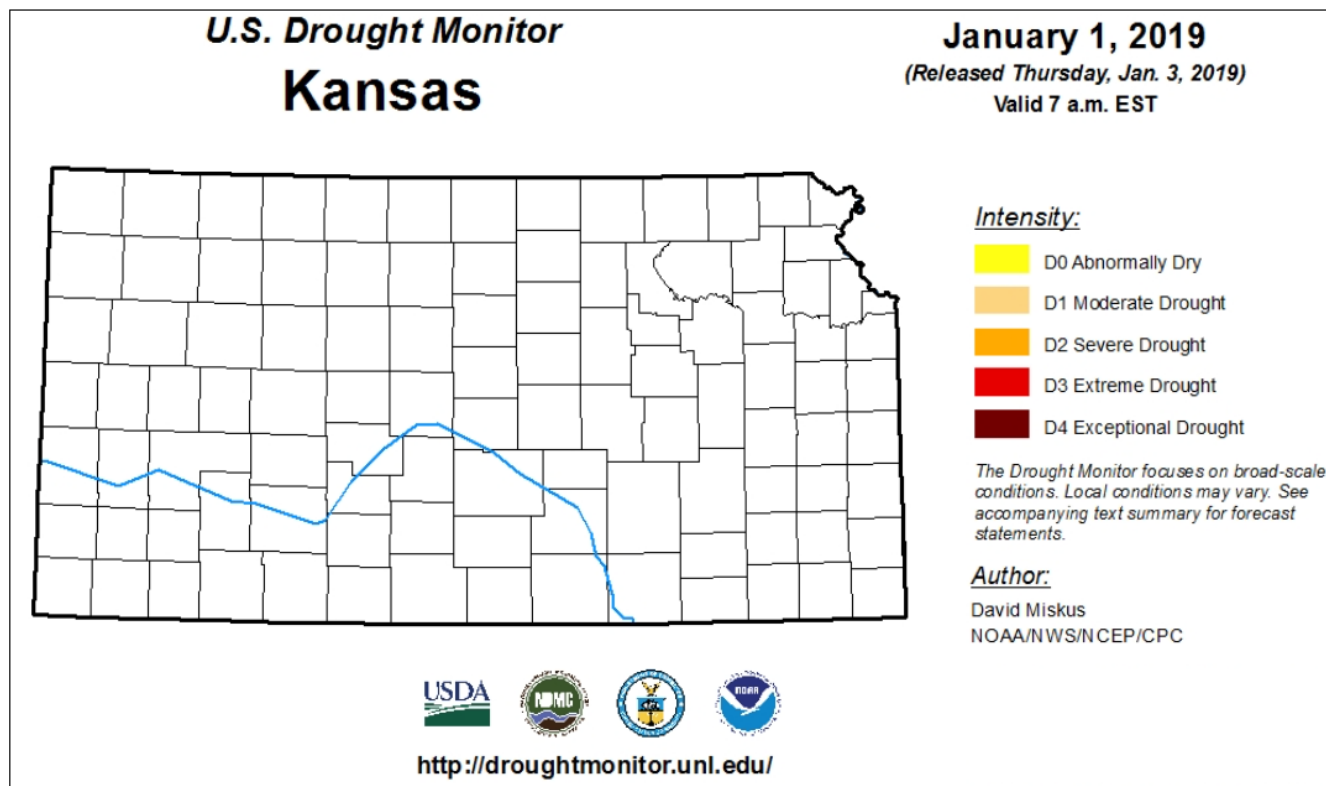 U.S. Drought Monitor
Kansas
January 1, 2019
(Released Thursday, Jan. 3, 2019)
Valid 7 a.m. EST
Intensity:
D0 Abnormally Dry
D1 Moderate Drought
D2 Severe Drought
D3 Extreme Drought
D4 Exceptional Drought
The Drought Monitor focuses on broad-scale
conditions. Local conditions may vary. See
accompanying text summary for forecast
statements.
Author:
David Miskus
NOAA/NWS/NCEP/CPC
USDA
NDMC
NOAA
http://droughtmonitor.unl.edu/